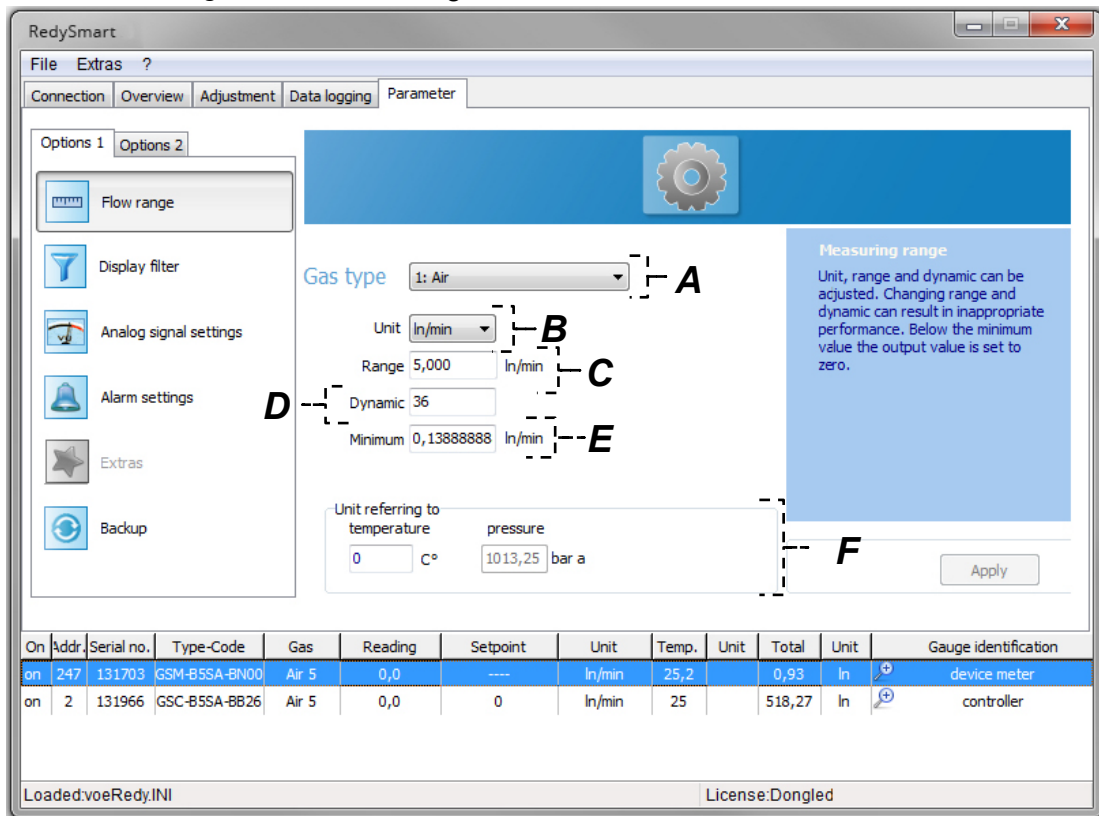 RedySmart
X
File Extras ?
Connection Overview Adjustment Data logging Parameter
Options 1 Options 2
Flow range
Display filter
Analog signal settings
Alarm settings
Extras
Backup
Gas type 1: Air A
Unit ln/min B
Range 5,000 ln/min C
D Dynamic 36
Minimum 0,13888888 ln/min E
Unit referring to
temperature pressure
0 C° 1013,25 bar a
F
Measuring range
Unit, range and dynamic can be
acjusted. Changing range and
dynamic can result in inappropriate
performance. Below the minimum
value the output value is set to
zero.
Apply
On Addr. Serial no. Type-Code Gas Reading Setpoint Unit Temp. Unit Total Unit Gauge identification
on 247 131703 GSM-B5SA-BN00 Air 5 0,0 ---- ln/min 25,2 0,93 ln device meter
on 2 131966 GSC-B5SA-BB26 Air 5 0,0 0 ln/min 25 518,27 ln controller
Loaded:voeRedy.INI License:Dongled